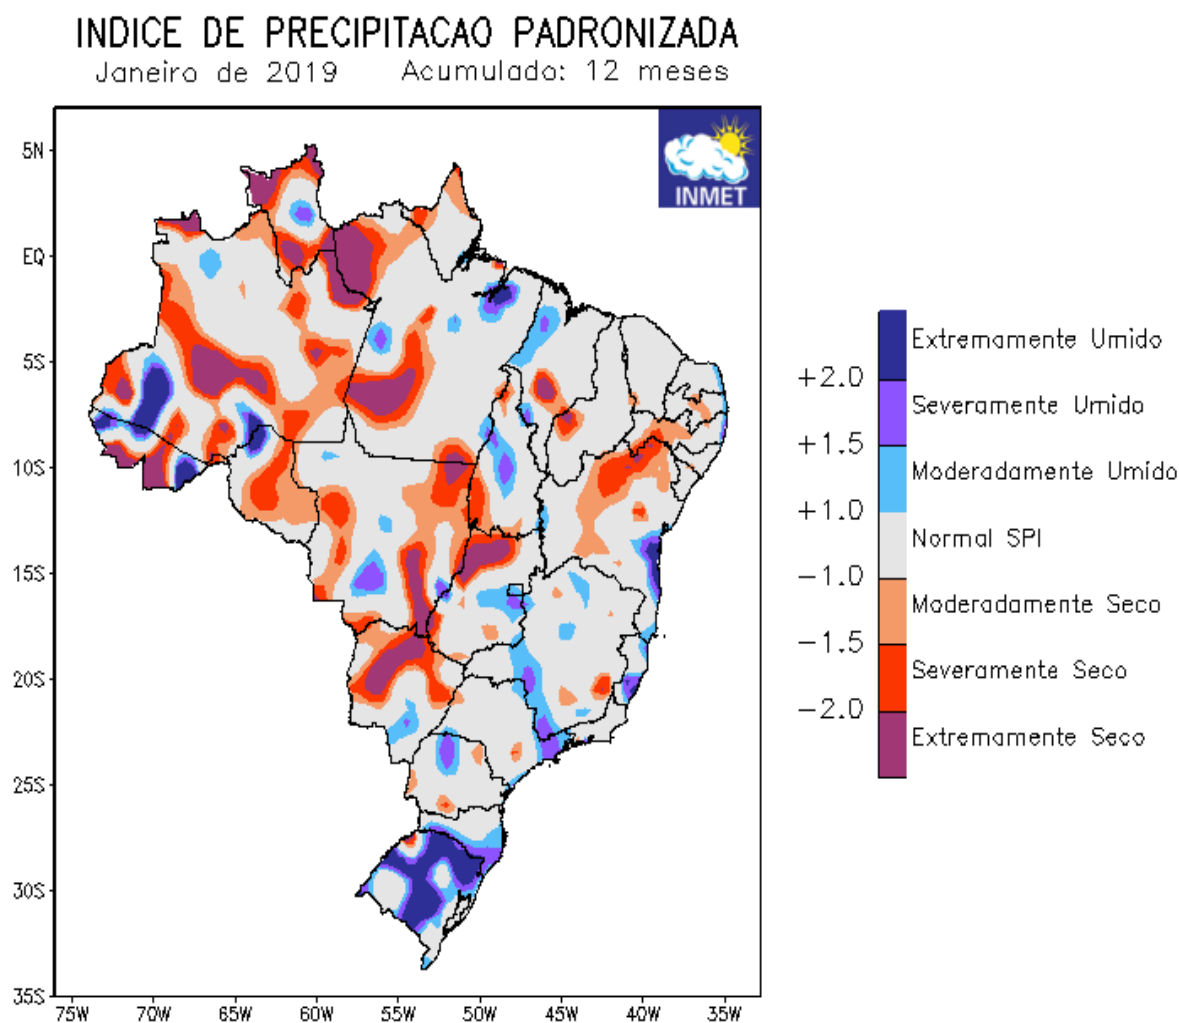 INDICE DE PRECIPITACAO PADRONIZADA
Janeiro de 2019 Acumulado: 12 meses
INMET
5N
EQ
5S
10S
15S
20S
25S
30S
35S
75W 70W 65W 60W 55W 50W 45W 40W 35W
Extremamente Umido
+2.0
Severamente Umido
+1.5
Moderadamente Umido
+1.0
Normal SPI
−1.0
Moderadamente Seco
−1.5
Severamente Seco
−2.0
Extremamente Seco